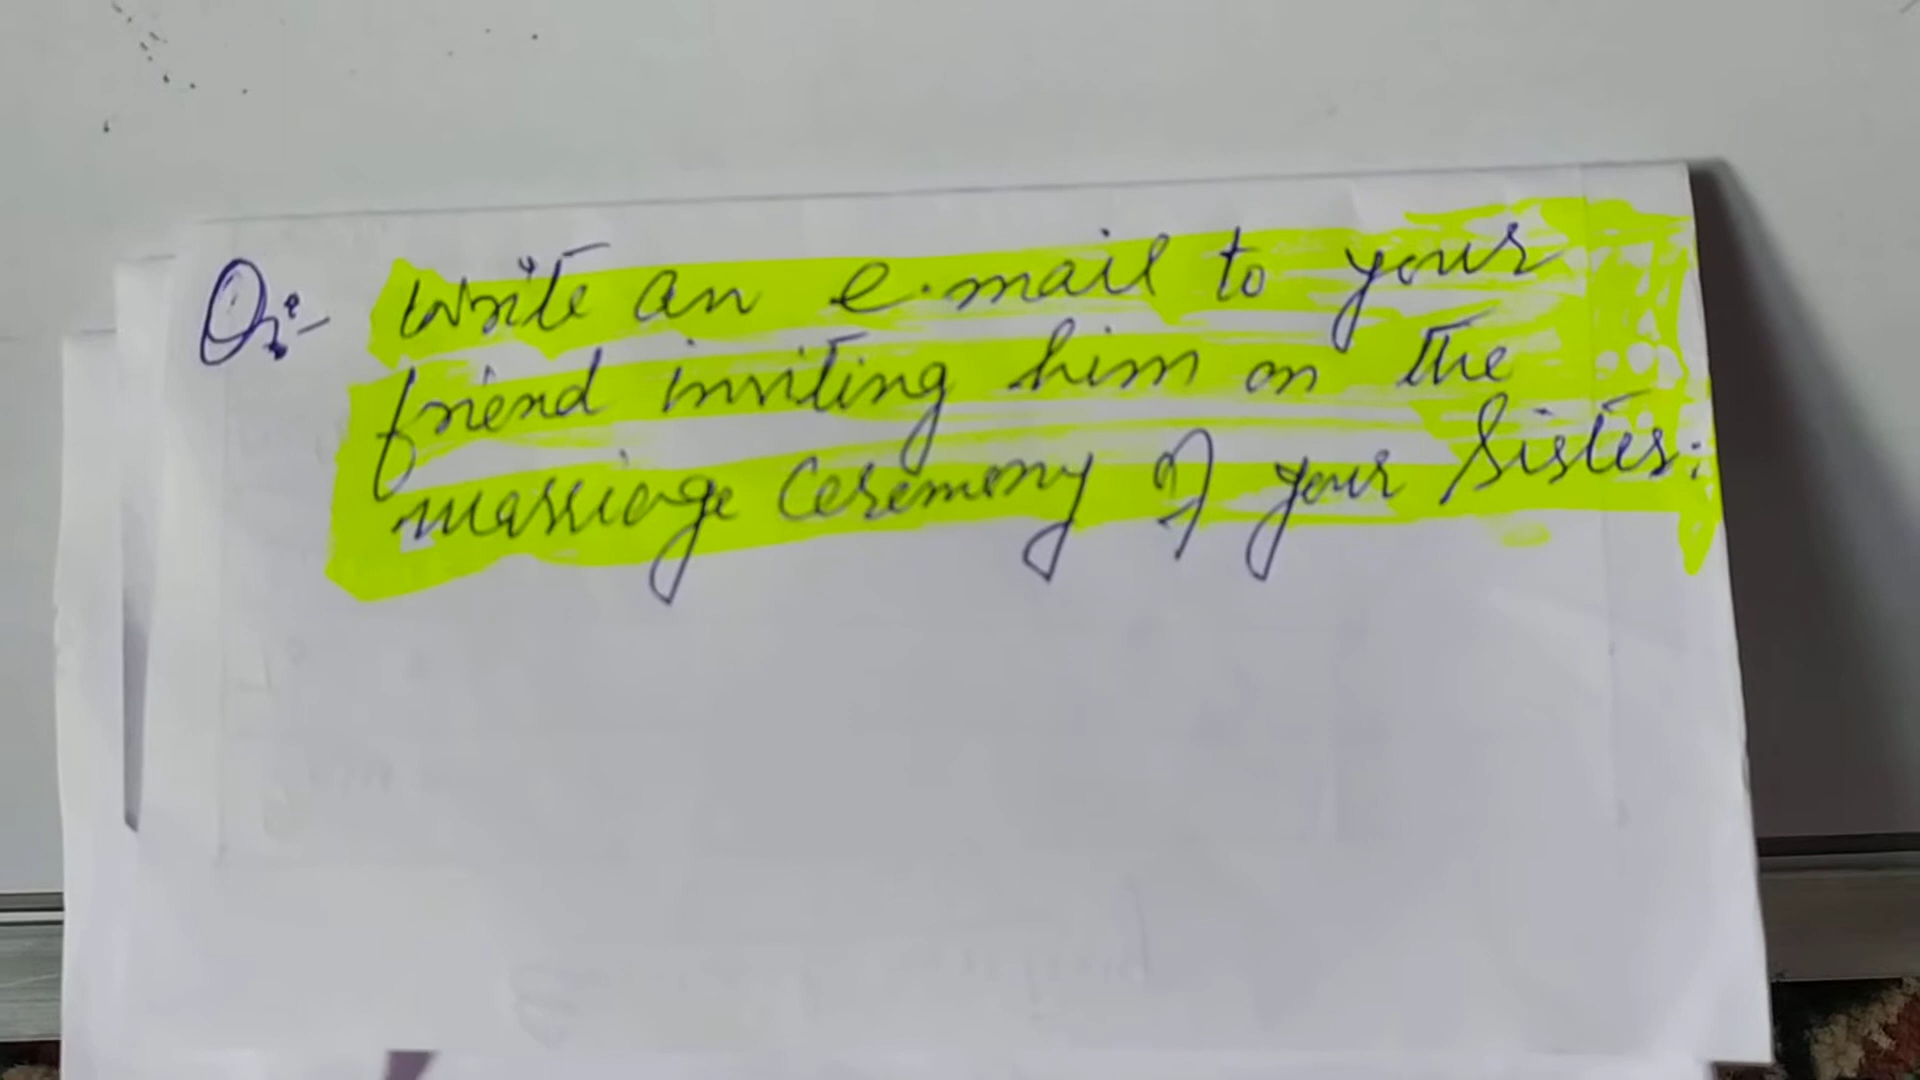 Q:- Write an e.mail to your
friend inviting him on the
marriage Ceremony of your Sister.